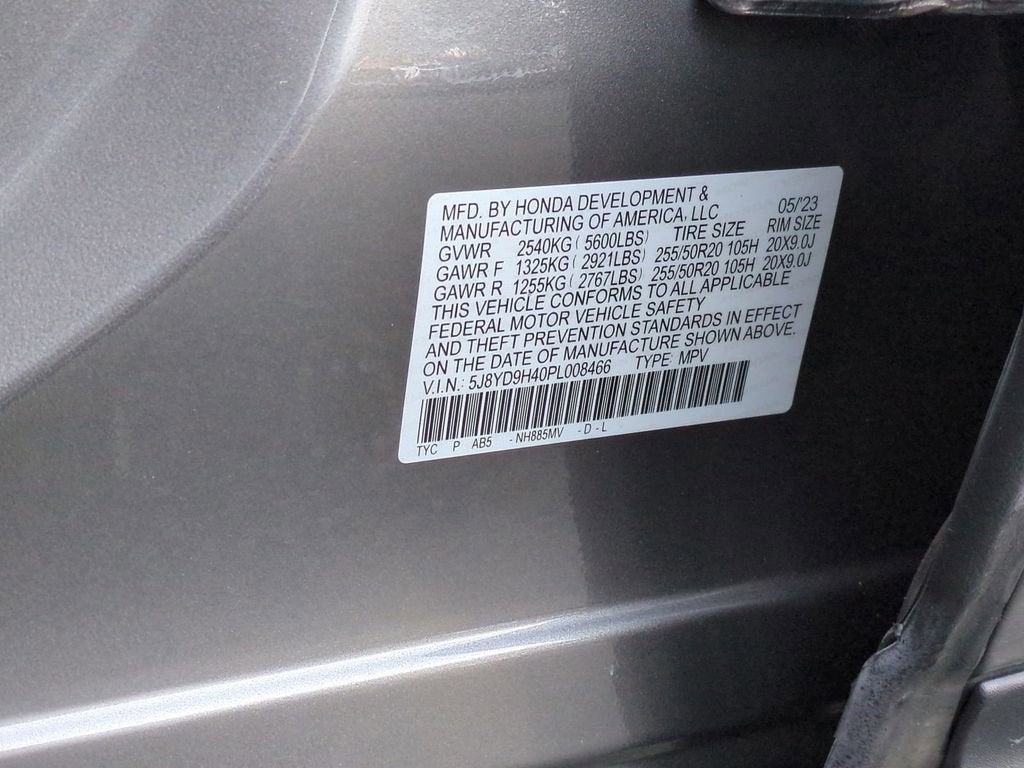 MFD. BY HONDA DEVELOPMENT &
MANUFACTURING OF AMERICA, LLC 05/'23
GVWR 2540KG ( 5600LBS) TIRE SIZE RIM SIZE
GAWR F 1325KG ( 2921LBS) 255/50R20 105H 20X9.0J
GAWR R 1255KG ( 2767LBS) 255/50R20 105H 20X9.0J
THIS VEHICLE CONFORMS TO ALL APPLICABLE
FEDERAL MOTOR VEHICLE SAFETY
AND THEFT PREVENTION STANDARDS IN EFFECT
ON THE DATE OF MANUFACTURE SHOWN ABOVE.
V.I.N.: 5J8YD9H40PL008466 TYPE: MPV
TYC P AB5 - NH885MV - D - L